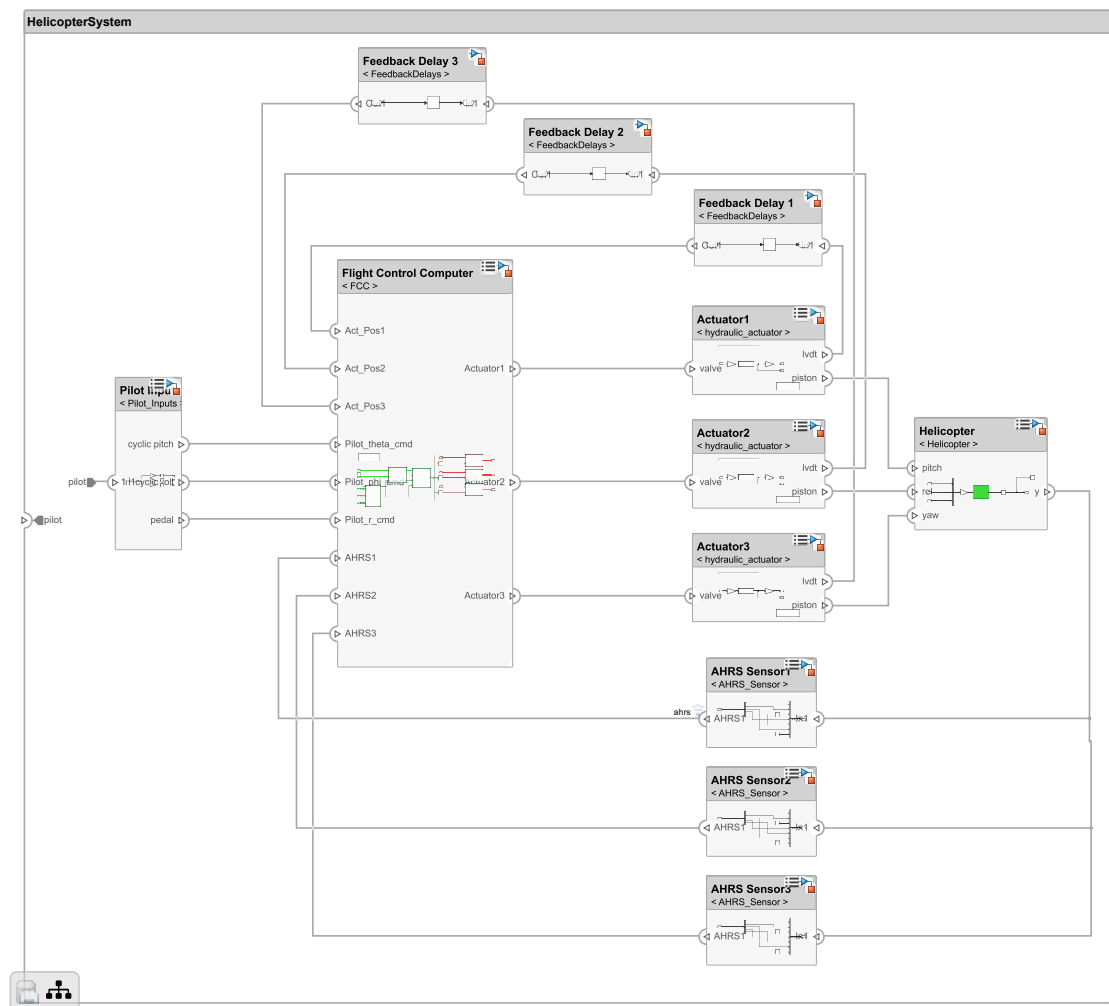 HelicopterSystem
Feedback Delay 3
< FeedbackDelays >
Feedback Delay 2
< FeedbackDelays >
Feedback Delay 1
< FeedbackDelays >
Flight Control Computer
< FCC >
Act_Pos1
Act_Pos2
Act_Pos3
Pilot_theta_cmd
Pilot_r_cmd
AHRS1
AHRS2
AHRS3
Actuator1
Actuator3
< Pilot_Inputs
cyclic pitch
pedal
pilot
pilot
Actuator1
< hydraulic_actuator >
valve
lvdt
piston
Actuator2
< hydraulic_actuator >
valve
lvdt
piston
Actuator3
< hydraulic_actuator >
valve
lvdt
piston
Helicopter
< Helicopter >
pitch
yaw
y
AHRS Sensor1
< AHRS_Sensor >
ahrs
AHRS1
AHRS Sensor2
< AHRS_Sensor >
AHRS1
AHRS Sensor3
< AHRS_Sensor >
AHRS1